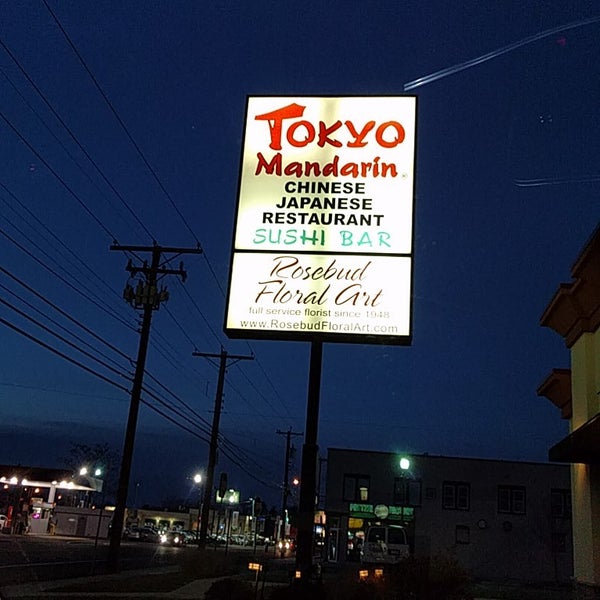 TOKYO
Mandarin
CHINESE
JAPANESE
RESTAURANT
SUSHI BAR
Rosebud
Floral Art
full service florist since 1948
www.RosebudFloralArt.com